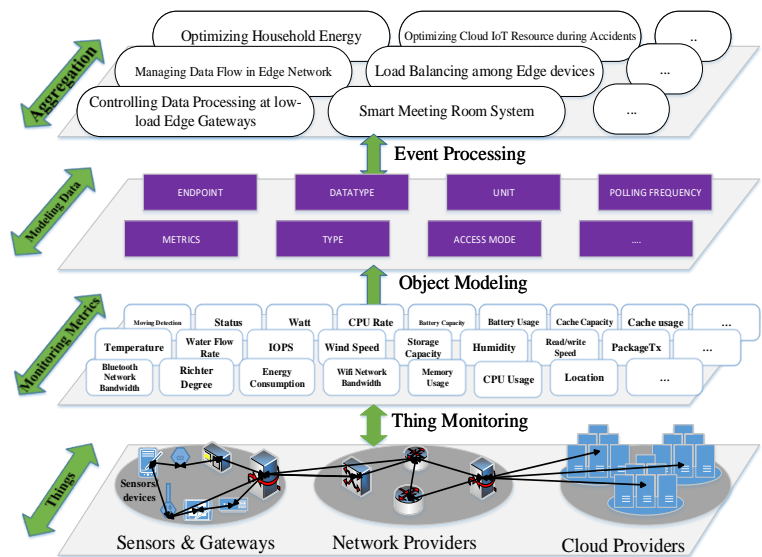 Aggregation
Optimizing Household Energy
Optimizing Cloud IoT Resource during Accidents
..
Managing Data Flow in Edge Network
Load Balancing among Edge devices
...
Controlling Data Processing at low-
load Edge Gateways
Smart Meeting Room System
...
Event Processing
Modeling Data
ENDPOINT
DATATYPE
UNIT
POLLING FREQUENCY
METRICS
TYPE
ACCESS MODE
....
Object Modeling
Monitoring Metrics
Moving Detection
Status
Watt
CPU Rate
Battery Capacity
Battery Usage
Cache Capacity
Cache usage
...
Temperature
Water Flow
Rate
IOPS
Wind Speed
Storage
Capacity
Humidity
Read/write
Speed
PackageTx
...
Bluetooth
Network
Bandwidth
Richter
Degree
Energy
Consumption
Wifi Network
Bandwidth
Memory
Usage
CPU Usage
Location
...
Thing Monitoring
Things
Sensors/
devices
Sensors & Gateways
Network Providers
Cloud Providers